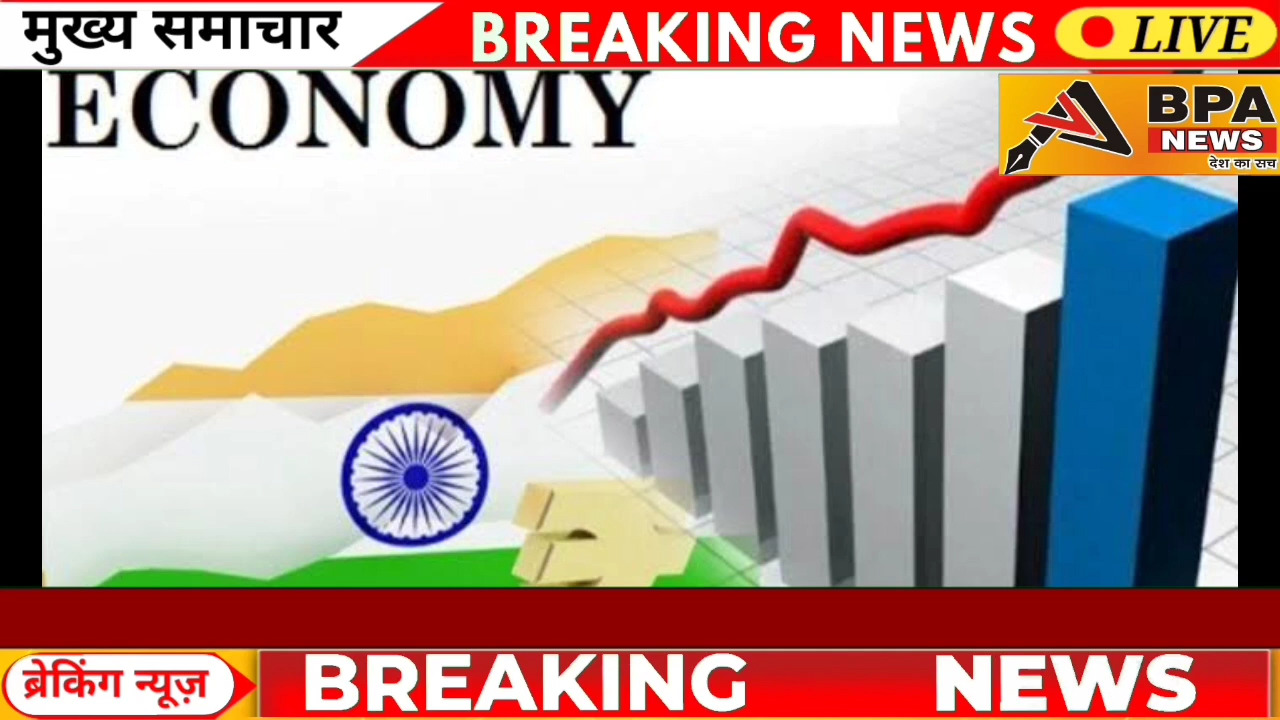 मुख्य समाचार
BREAKING NEWS
LIVE
ECONOMY
BPA
NEWS
देश का सच
ब्रेकिंग न्यूज़
BREAKING NEWS